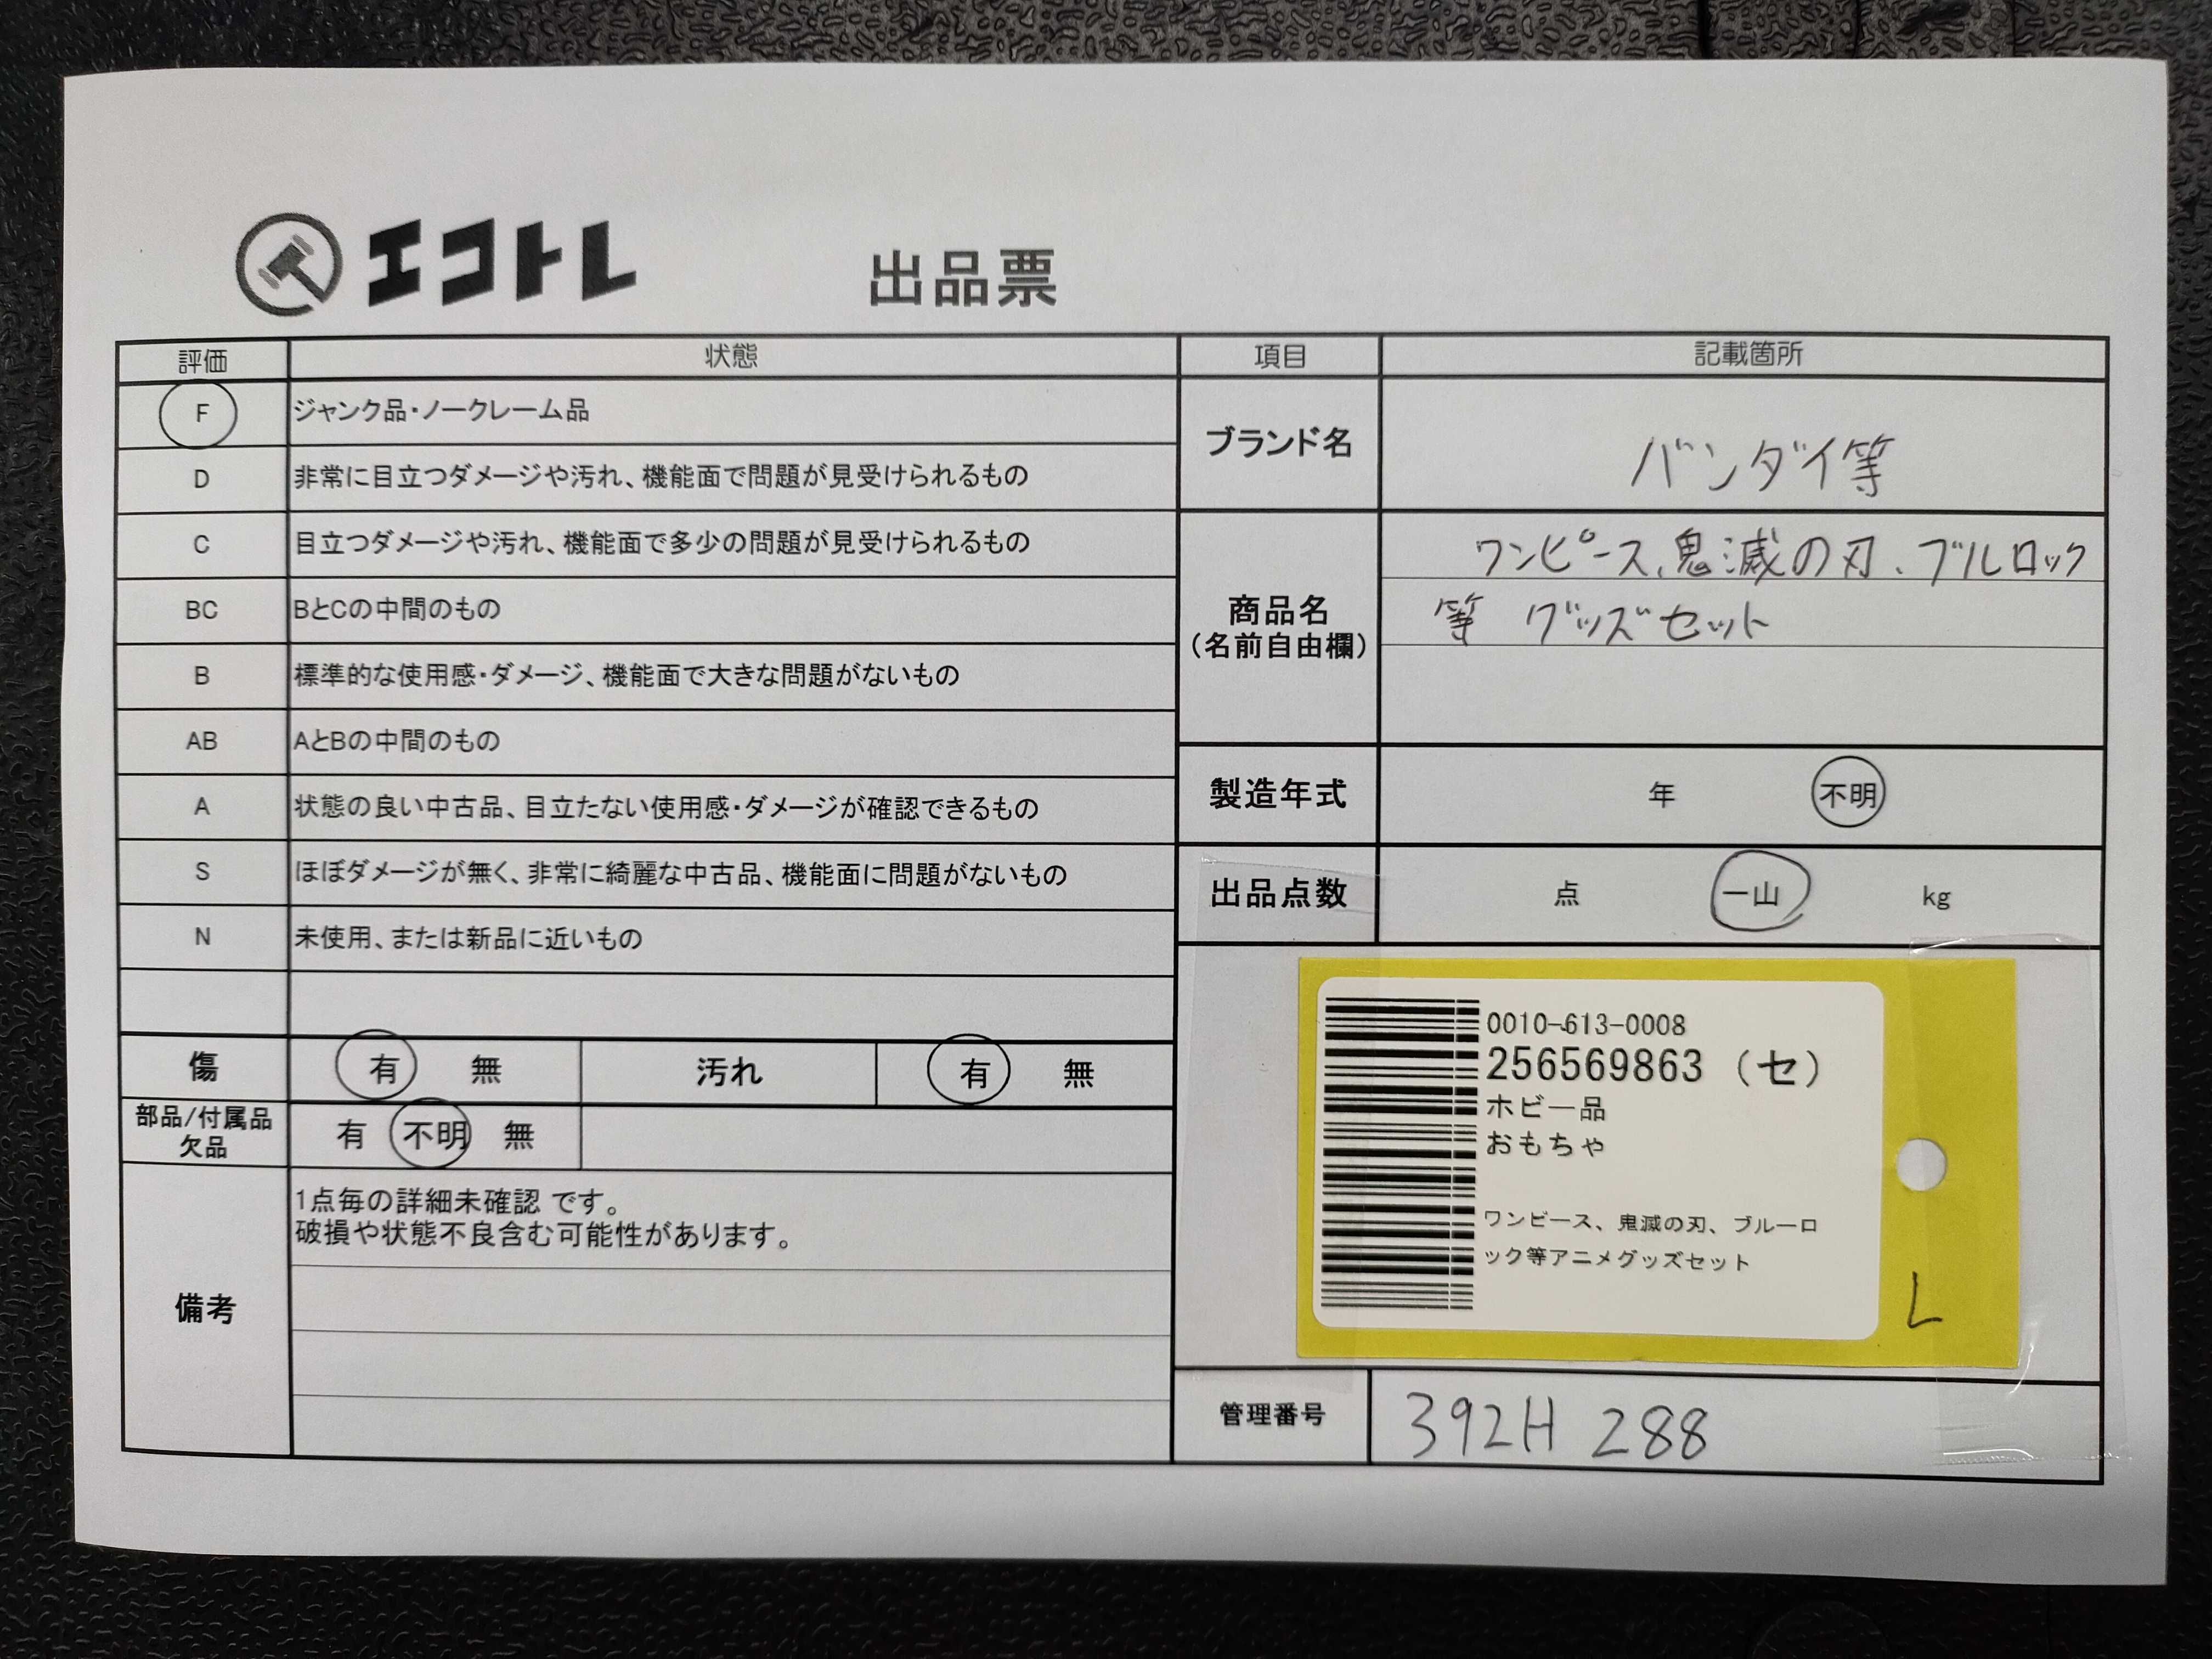 エコトレ
出品票
評価 状態
F ジャンク品・ノークレーム品
D 非常に目立つダメージや汚れ、機能面で問題が見受けられるもの
C 目立つダメージや汚れ、機能面で多少の問題が見受けられるもの
BC BとCの中間のもの
B 標準的な使用感・ダメージ、機能面で大きな問題がないもの
AB AとBの中間のもの
A 状態の良い中古品、目立たない使用感・ダメージが確認できるもの
S ほぼダメージが無く、非常に綺麗な中古品、機能面に問題がないもの
N 未使用、または新品に近いもの
傷 有 無 汚れ 有 無
部品/付属品
欠品
有 不明 無
備考
1点毎の詳細未確認 です。
破損や状態不良含む可能性があります。
項目 記載箇所
ブランド名 バンダイ等
商品名
(名前自由欄)
ワンピース、鬼滅の刃、ブルロック
等 グッズセット
製造年式 年 不明
出品点数 点 一山 kg
0010-613-0008
256569863 (セ)
ホビー品
おもちゃ
ワンピース、鬼滅の刃、ブルーロ
ック等アニメグッズセット
L
管理番号 392H 288